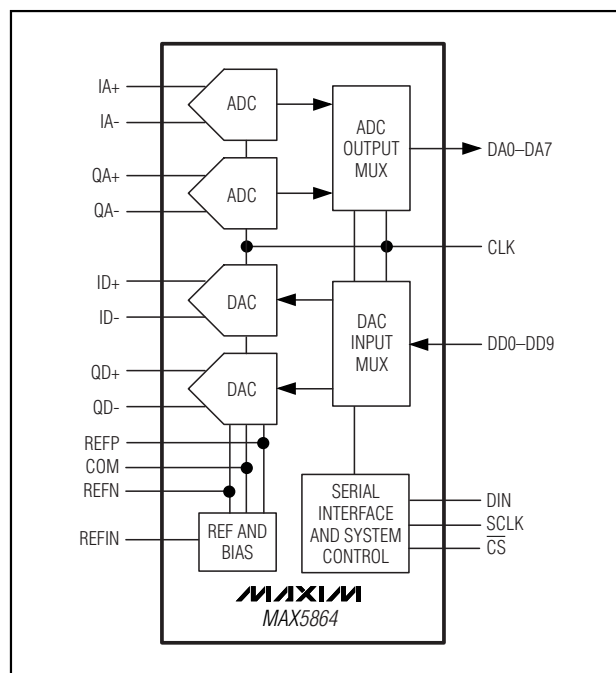 IA+
IA-
ADC
QA+
QA-
ADC
ADC
OUTPUT
MUX
DA0–DA7
CLK
ID+
ID-
DAC
QD+
QD-
DAC
DAC
INPUT
MUX
DD0–DD9
REFP
COM
REFN
REFIN
REF AND
BIAS
SERIAL
INTERFACE
AND SYSTEM
CONTROL
DIN
SCLK
CS
MAXIM
MAX5864